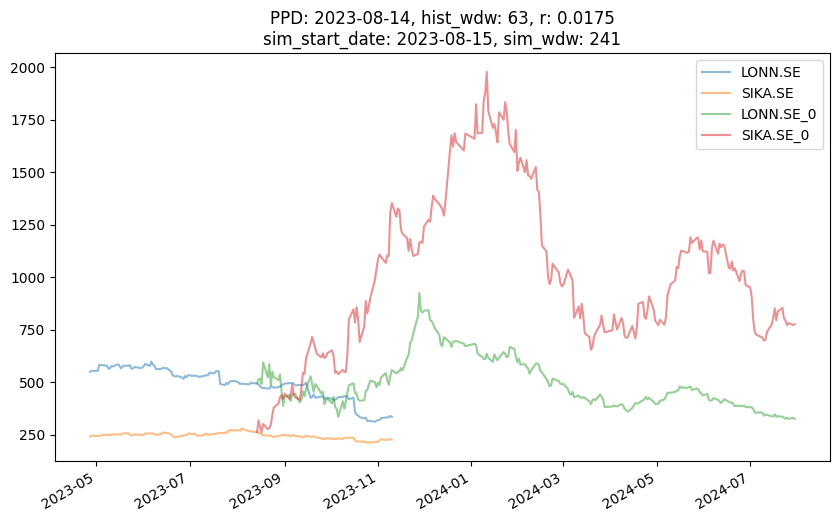 PPD: 2023-08-14, hist_wdw: 63, r: 0.0175
sim_start_date: 2023-08-15, sim_wdw: 241
2000
1750
1500
1250
1000
750
500
250
LONN.SE
SIKA.SE
LONN.SE_0
SIKA.SE_0
2023-05
2023-07
2023-09
2023-11
2024-01
2024-03
2024-05
2024-07